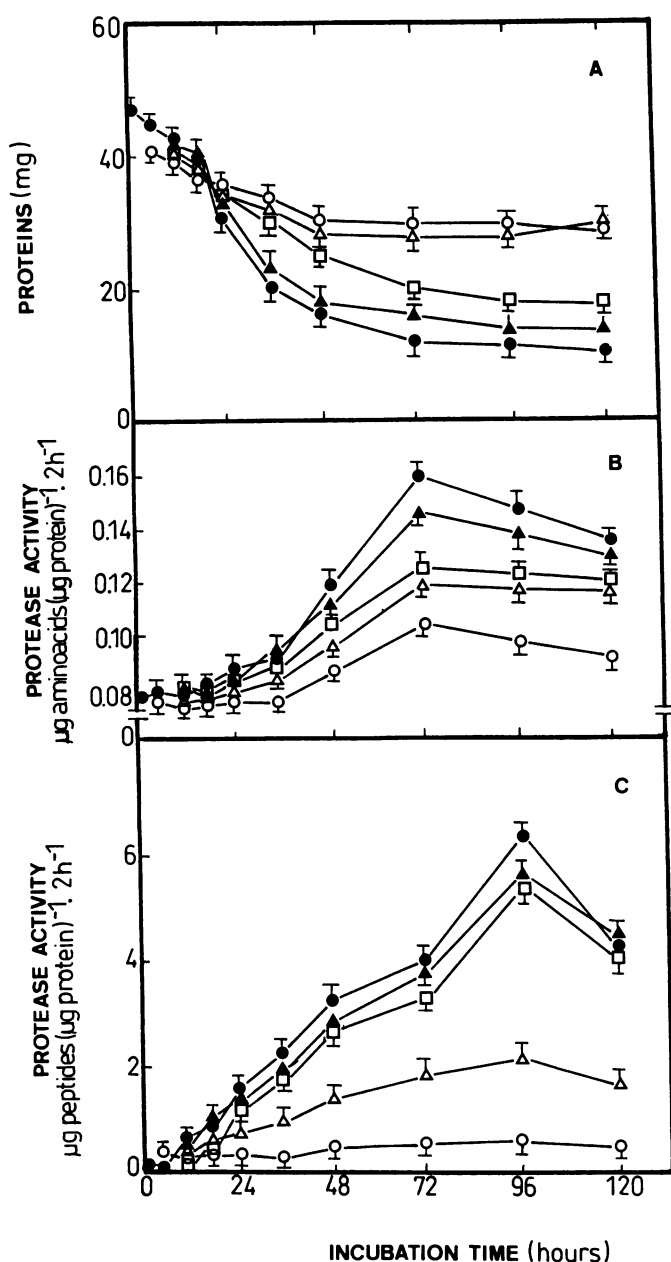 60
A
40
PROTEINS (mg)
20
0
B
0.16
0.14
0.12
0.10
0.08
0
PROTEASE ACTIVITY
µg aminoacids (µg protein)⁻¹. 2h⁻¹
C
6
4
2
0
PROTEASE ACTIVITY
µg peptides (µg protein)⁻¹. 2h⁻¹
0 24 48 72 96 120
INCUBATION TIME (hours)